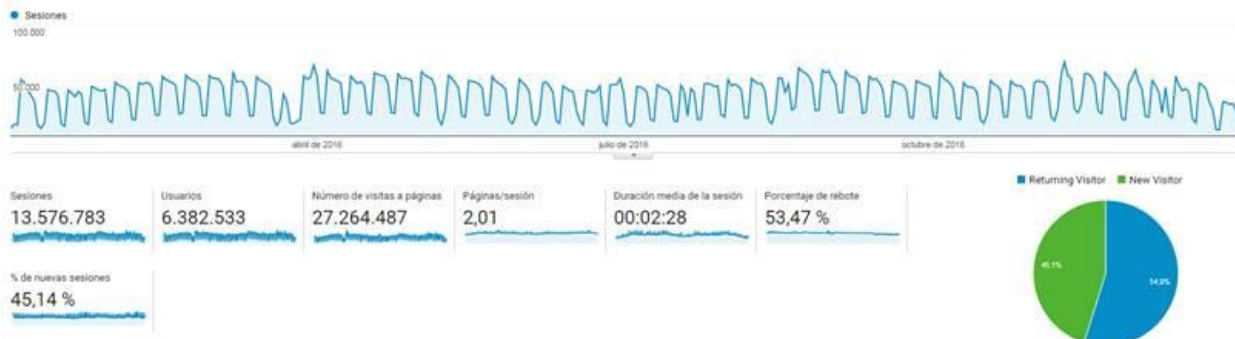 Sesiones
100.000
50.000
abril de 2016
julio de 2016
octubre de 2016
Returning Visitor
New Visitor
Sesiones
13.576.783
Usuarios
6.382.533
Número de visitas a páginas
27.264.487
Páginas/sesión
2,01
Duración media de la sesión
00:02:28
Porcentaje de rebote
53,47 %
% de nuevas sesiones
45,14 %
45,1%
54,9%